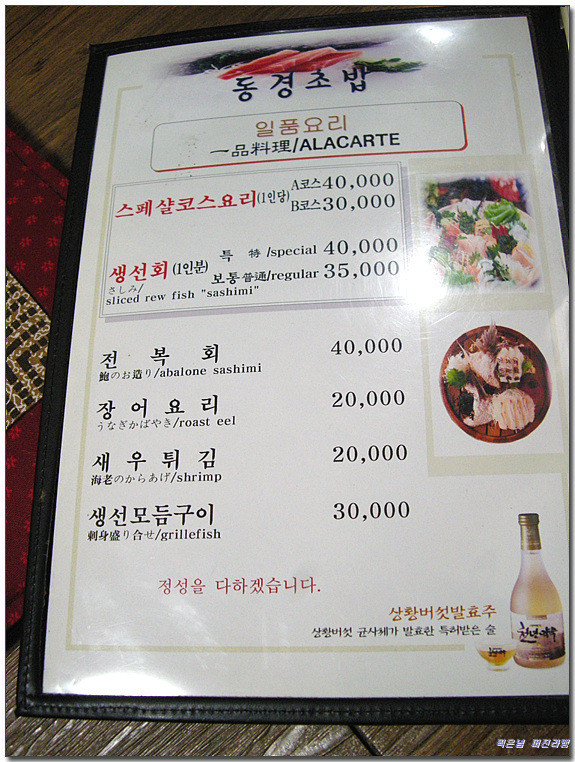 동경초밥
일품요리
一品料理/ALACARTE
스페샬코스요리(1인당) A코스 40,000
B코스 30,000
생선회(1인분) 특 特/special 40,000
さしみ/ 보통 普通/regular 35,000
sliced rew fish "sashimi"
전복회 40,000
鮑のお造り/abalone sashimi
장어요리 20,000
うなぎかばやき/roast eel
새우튀김 20,000
海老のからあげ/shrimp
생선모듬구이 30,000
刺身盛り合せ/grillefish
정성을 다하겠습니다.
상황버섯발효주
상황버섯 균사체가 발효한 특허받은 술
천년약속